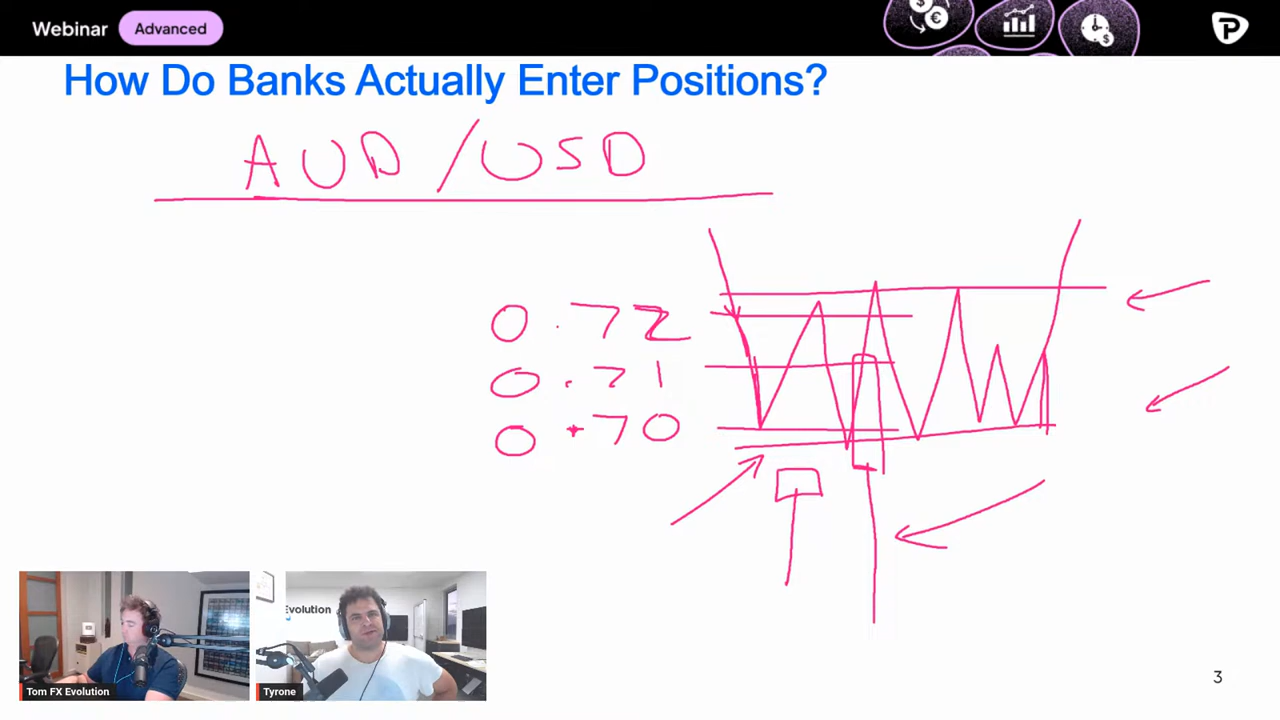 Webinar Advanced
How Do Banks Actually Enter Positions?
AUD/USD
0.72
0.71
0.70
Evolution
Tom FX Evolution
Tyrone
3